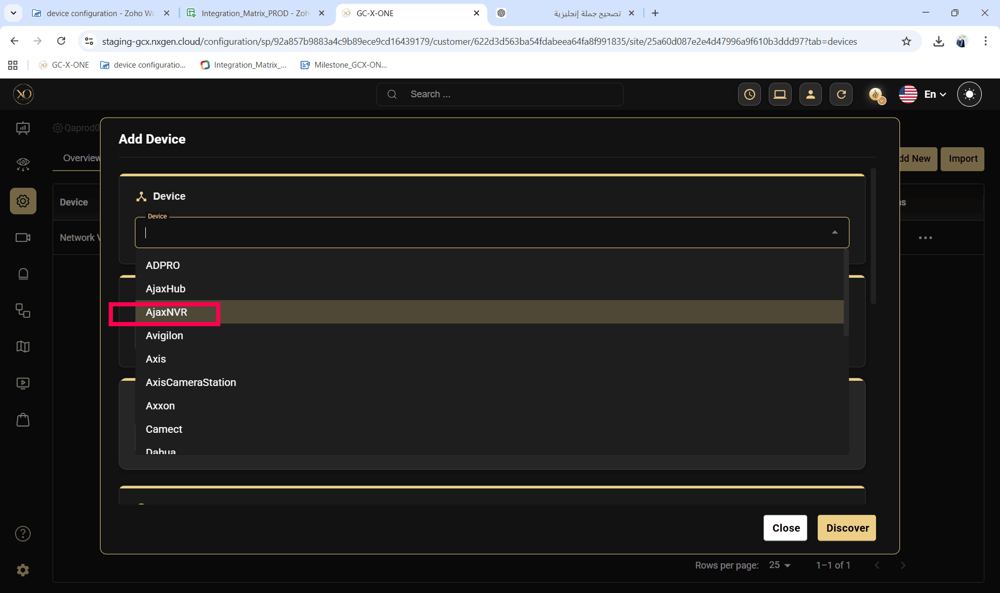 device configuration - Zoho Wo
Integration_Matrix_PROD - Zoh
GC-X-ONE
تصحيح جملة إنجليزية
staging-gcx.nxgen.cloud/configuration/sp/92a857b9883a4c9b89ece9cd16439179/customer/622d3d563ba54fdabeea64fa8f991835/site/25a60d087e2e4d47996a9f610b3ddd97?tab=devices
GC-X-ONE
device configuratio...
Integration_Matrix_...
Milestone_GCX-ON...
XO
Search ...
En
Qaprod0
Add Device
Overview
dd New
Import
Device
Device
Device
s
Network V
ADPRO
AjaxHub
AjaxNVR
Avigilon
Axis
AxisCameraStation
Axxon
Camect
Dahua
Close
Discover
Rows per page:
25
1–1 of 1